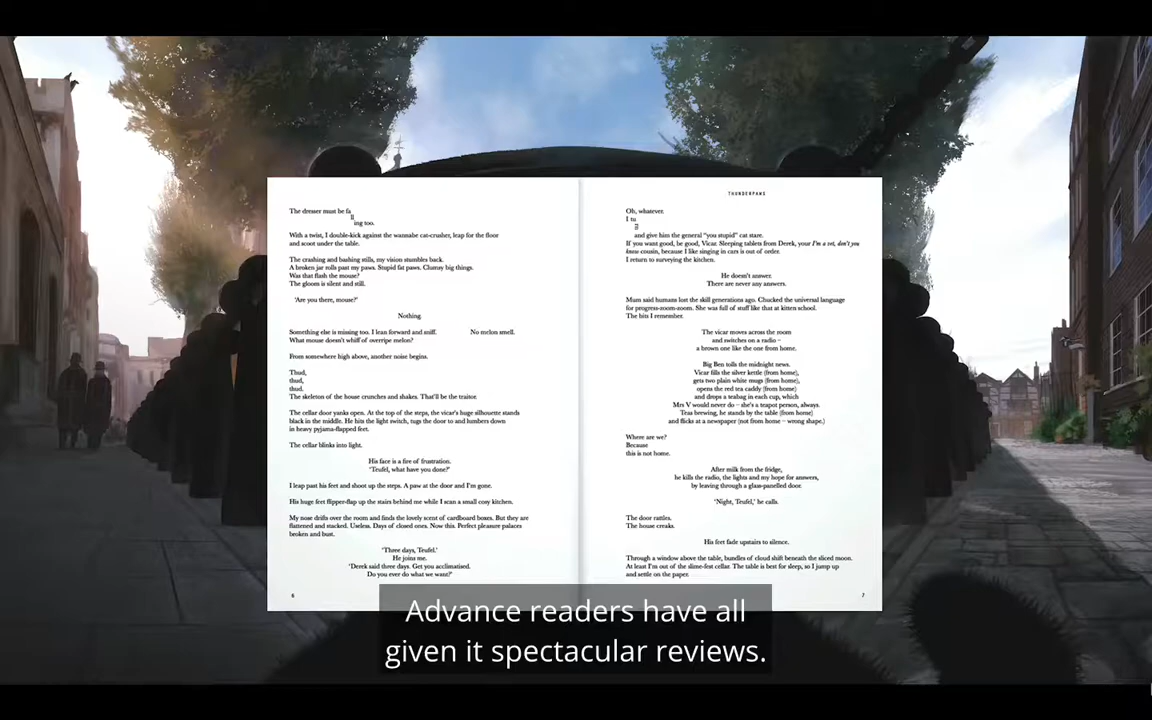 The dresser must be fa
ll
ing too.
With a twist, I double-kick against the wannabe cat-crusher, leap for the floor
and scoot under the table.
The crashing and bashing stills, my vision stumbles back.
A broken jar rolls past my paws. Stupid fat paws. Clumsy big things.
Was that flash the mouse?
The gloom is silent and still.
'Are you there, mouse?'
Nothing.
Something else is missing too. I lean forward and sniff. No melon smell.
What mouse doesn't whiff of overripe melon?
From somewhere high above, another noise begins.
Thud,
thud,
thud.
The skeleton of the house crunches and shakes. That'll be the traitor.
The cellar door yanks open. At the top of the steps, the vicar's huge silhouette stands
black in the middle. He hits the light switch, tugs the door to and lumbers down
in heavy pyjama-flapped feet.
The cellar blinks into light.
His face is a fire of frustration.
'Teufel, what have you done?'
I leap past his feet and shoot up the steps. A paw at the door and I'm gone.
His huge feet flipper-flap up the stairs behind me while I scan a small cosy kitchen.
My nose drifts over the room and finds the lovely scent of cardboard boxes. But they are
flattened and stacked. Useless. Days of closed ones. Now this. Perfect pleasure palaces
broken and bust.
'Three days, Teufel.'
He joins me.
'Derek said three days. Get you acclimatised.
Do you ever do what we want?'
6
THUNDERPAWS
Oh, whatever.
I tu
and give him the general "you stupid" cat stare.
If you want good, be good, Vicar. Sleeping tablets from Derek, your I'm a vet, don't you
know cousin, because I like singing in cars is out of order.
I return to surveying the kitchen.
He doesn't answer.
There are never any answers.
Mum said humans lost the skill generations ago. Chucked the universal language
for progress-room-room. She was full of stuff like that at kitten school.
The bits I remember.
The vicar moves across the room
and switches on a radio –
a brown one like the one from home.
Big Ben tolls the midnight news.
Vicar fills the silver kettle (from home),
gets two plain white mugs (from home),
opens the red tea caddy (from home)
and drops a teabag in each cup, which
Mrs V would never do – she's a teapot person, always.
Teas brewing, he stands by the table (from home)
and flicks at a newspaper (not from home – wrong shape.)
Where are we?
Because
this is not home.
After milk from the fridge,
he kills the radio, the lights and my hope for answers,
by leaving through a glass-panelled door.
'Night, Teufel,' he calls.
The door rattles.
The house creaks.
His feet fade upstairs to silence.
Through a window above the table, bundles of cloud shift beneath the sliced moon.
At least I'm out of the slime-fest cellar. The table is best for sleep, so I jump up
and settle on the paper.
7
Advance readers have all
given it spectacular reviews.